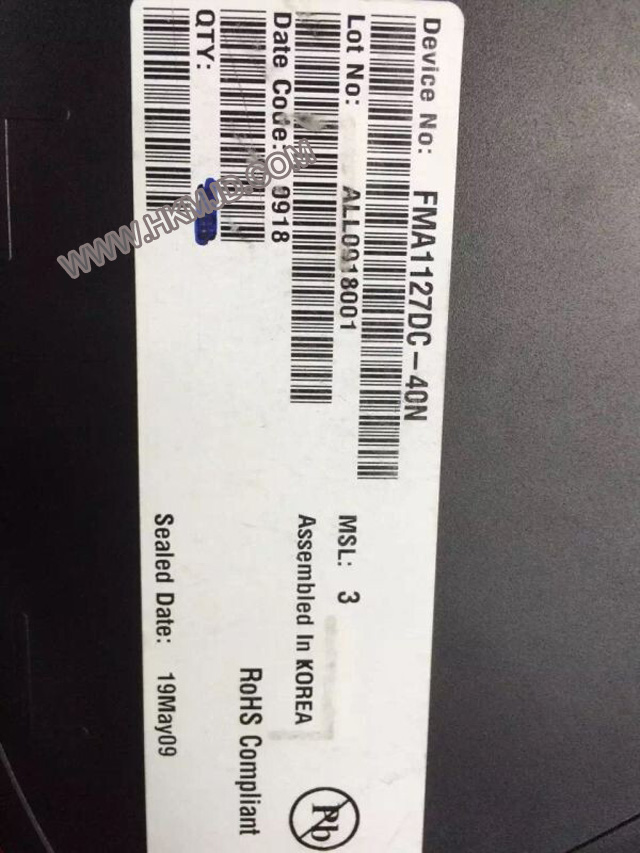 Device No: FMA1127DC-40N
Lot No: ALL0918001
MSL: 3
Date Code: 0918
Assembled In KOREA
QTY:
RoHS Compliant
Sealed Date: 19May09
Pb
WWW.HKMJD.COM